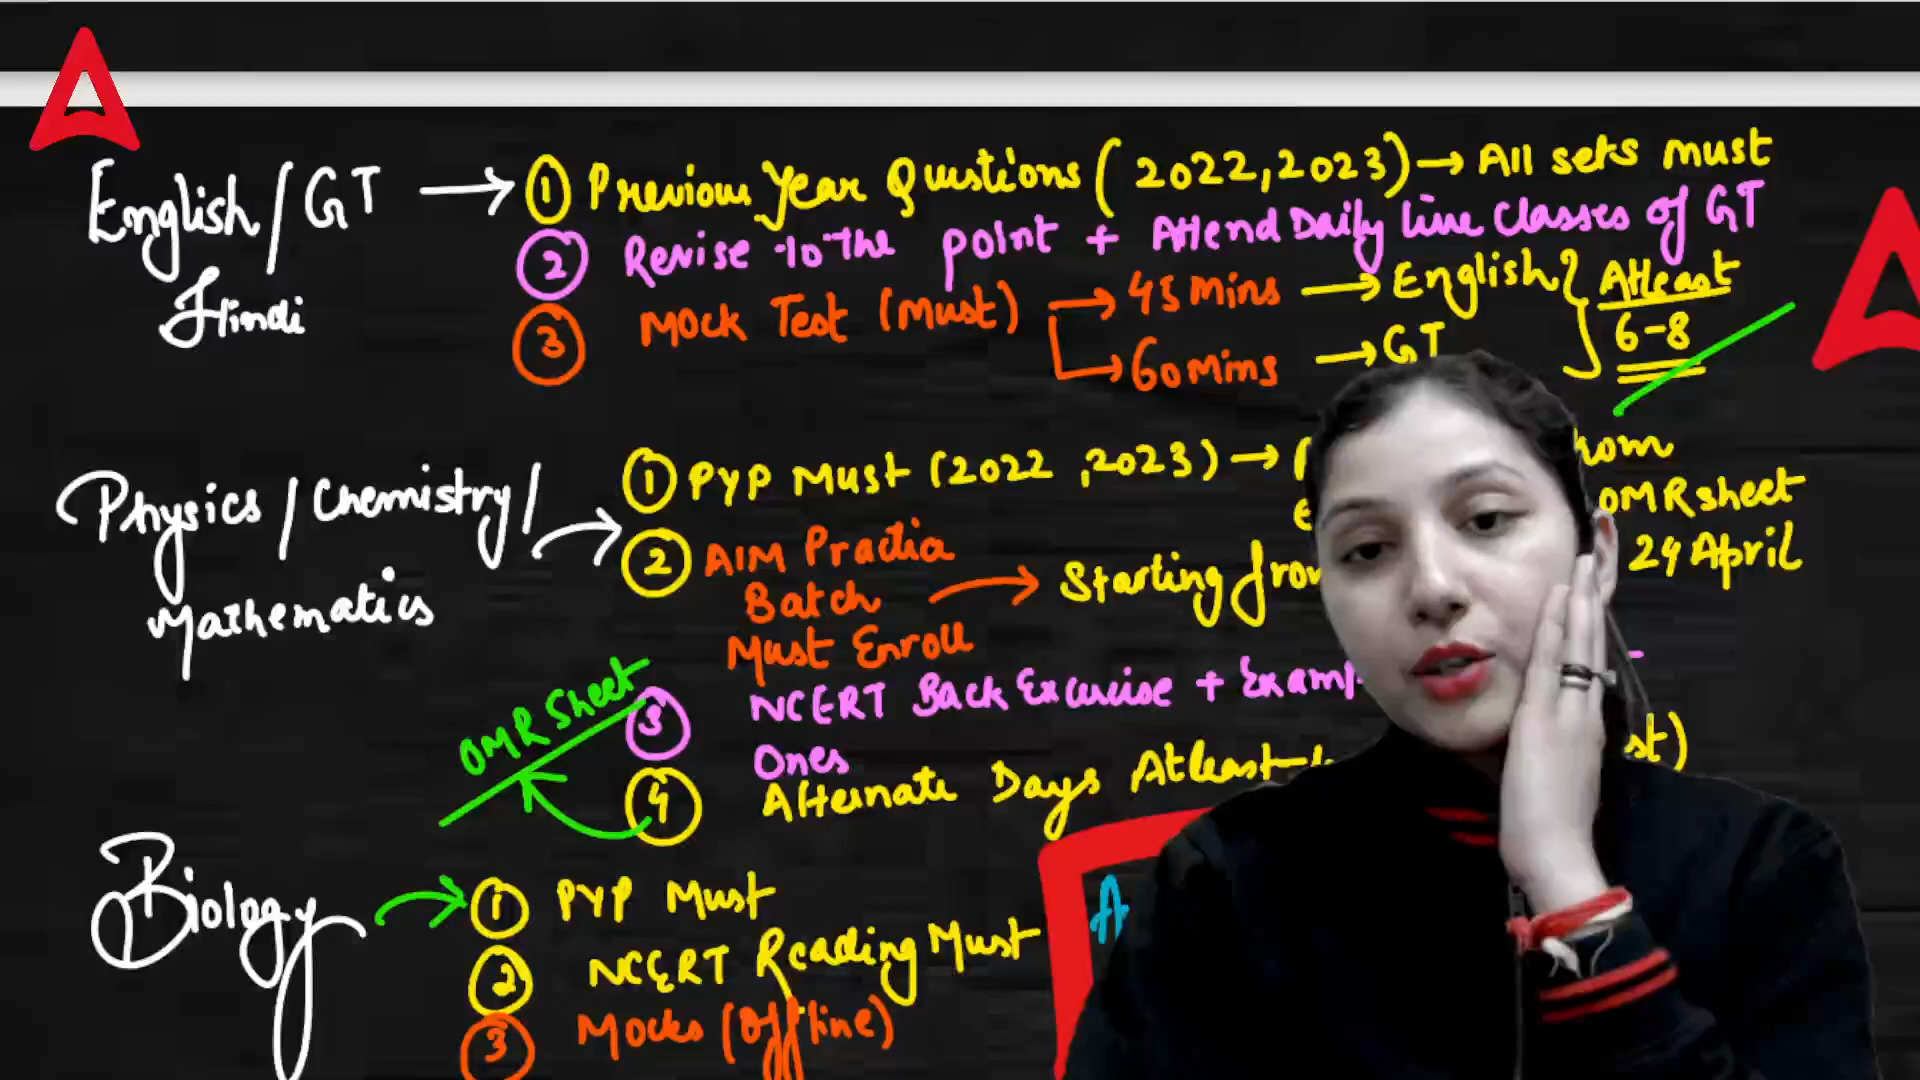 English/GT → ① Previous Year Questions (2022,2023) → All sets must
Hindi
② Revise to the point + Attend Daily live classes of GT
③ Mock Test (Must) → 45 Mins → English } Atleast
→ 60 Mins → GT 6-8
Physics/Chemistry/
Mathematics
① PYP Must (2022,2023) →
OMR sheet
② AIM Practice
Batch → Starting from 24 April
Must Enroll
OMR Sheet
③ NCERT Back Exercise +
Ones
④ Alternate Days Atleast
Biology → ① PYP Must
② NCERT Reading Must
③ Mocks (Offline)